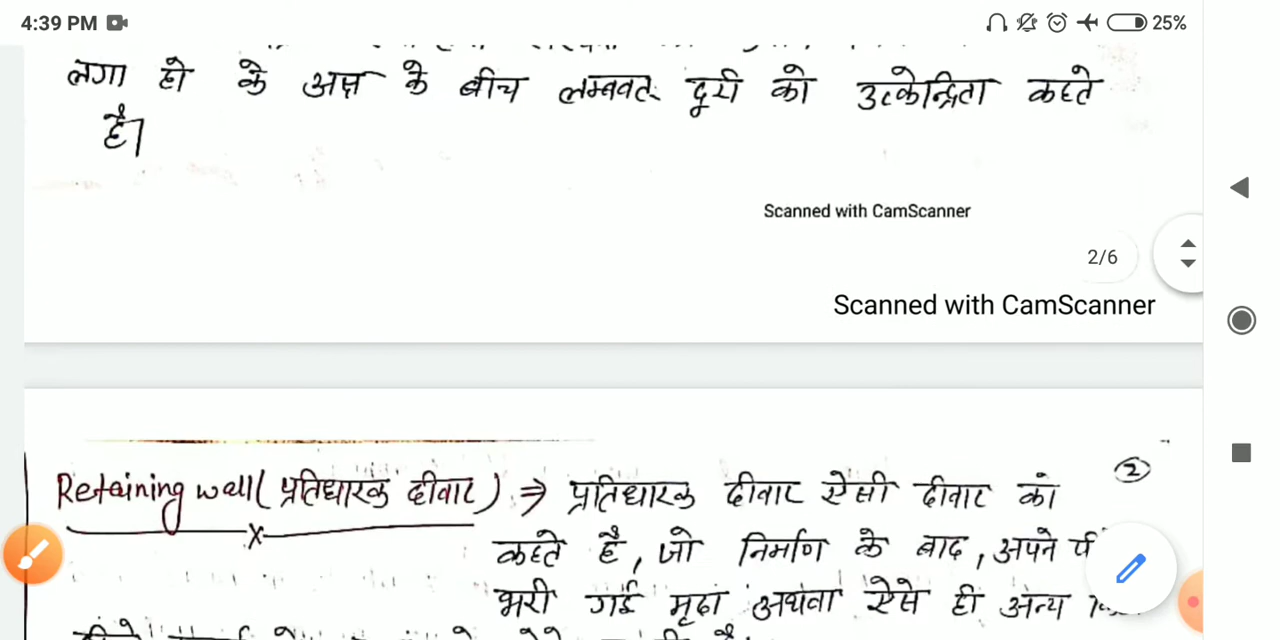 4:39 PM 25%
लगा हो के अक्ष के बीच लम्बवत दूरी को उत्केन्द्रिता कहते
है।
Scanned with CamScanner
2/6
Scanned with CamScanner
Retaining wall (प्रतिधारक दीवार) ⇒ प्रतिधारक दीवार ऐसी दीवार को
②
कहते है, जो निर्माण के बाद, अपने
भरी गई मृदा अथवा ऐसे ही अन्य